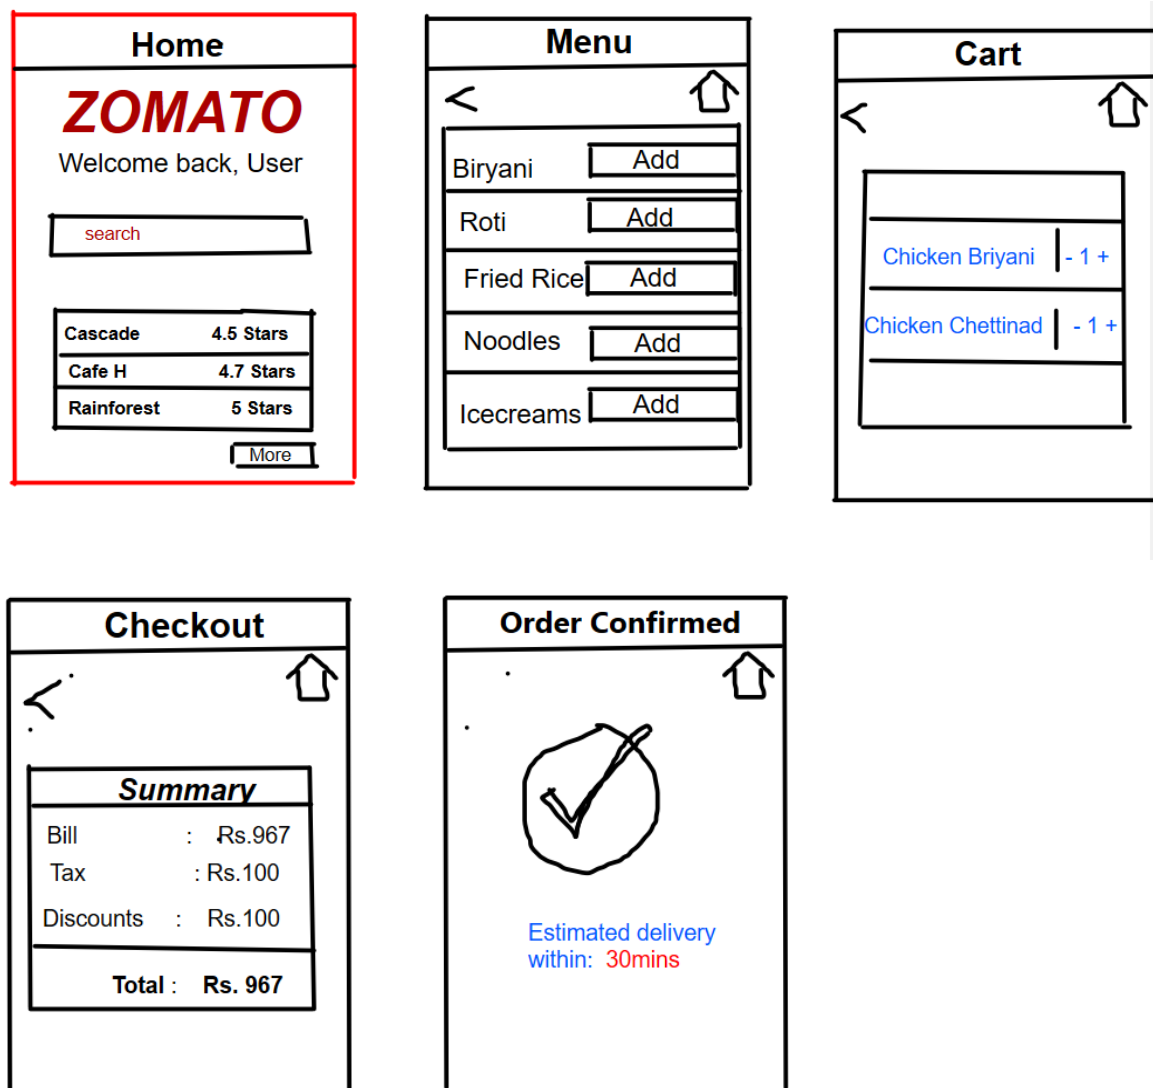 Home
ZOMATO
Welcome back, User
search
Cascade 4.5 Stars
Cafe H 4.7 Stars
Rainforest 5 Stars
More
Menu
Biryani Add
Roti Add
Fried Rice Add
Noodles Add
Icecreams Add
Cart
Chicken Briyani - 1 +
Chicken Chettinad - 1 +
Checkout
Summary
Bill : Rs.967
Tax : Rs.100
Discounts : Rs.100
Total : Rs. 967
Order Confirmed
Estimated delivery
within: 30mins